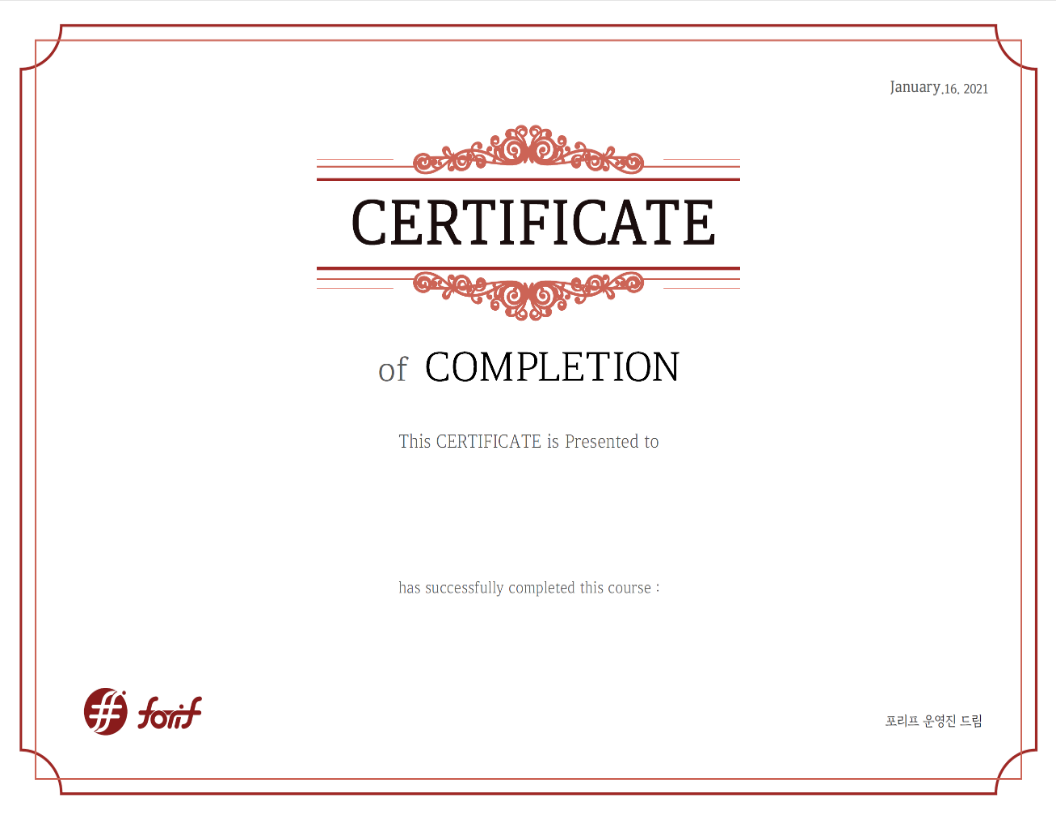 January.16, 2021
CERTIFICATE
of COMPLETION
This CERTIFICATE is Presented to
has successfully completed this course :
forif
포리프 운영진 드림